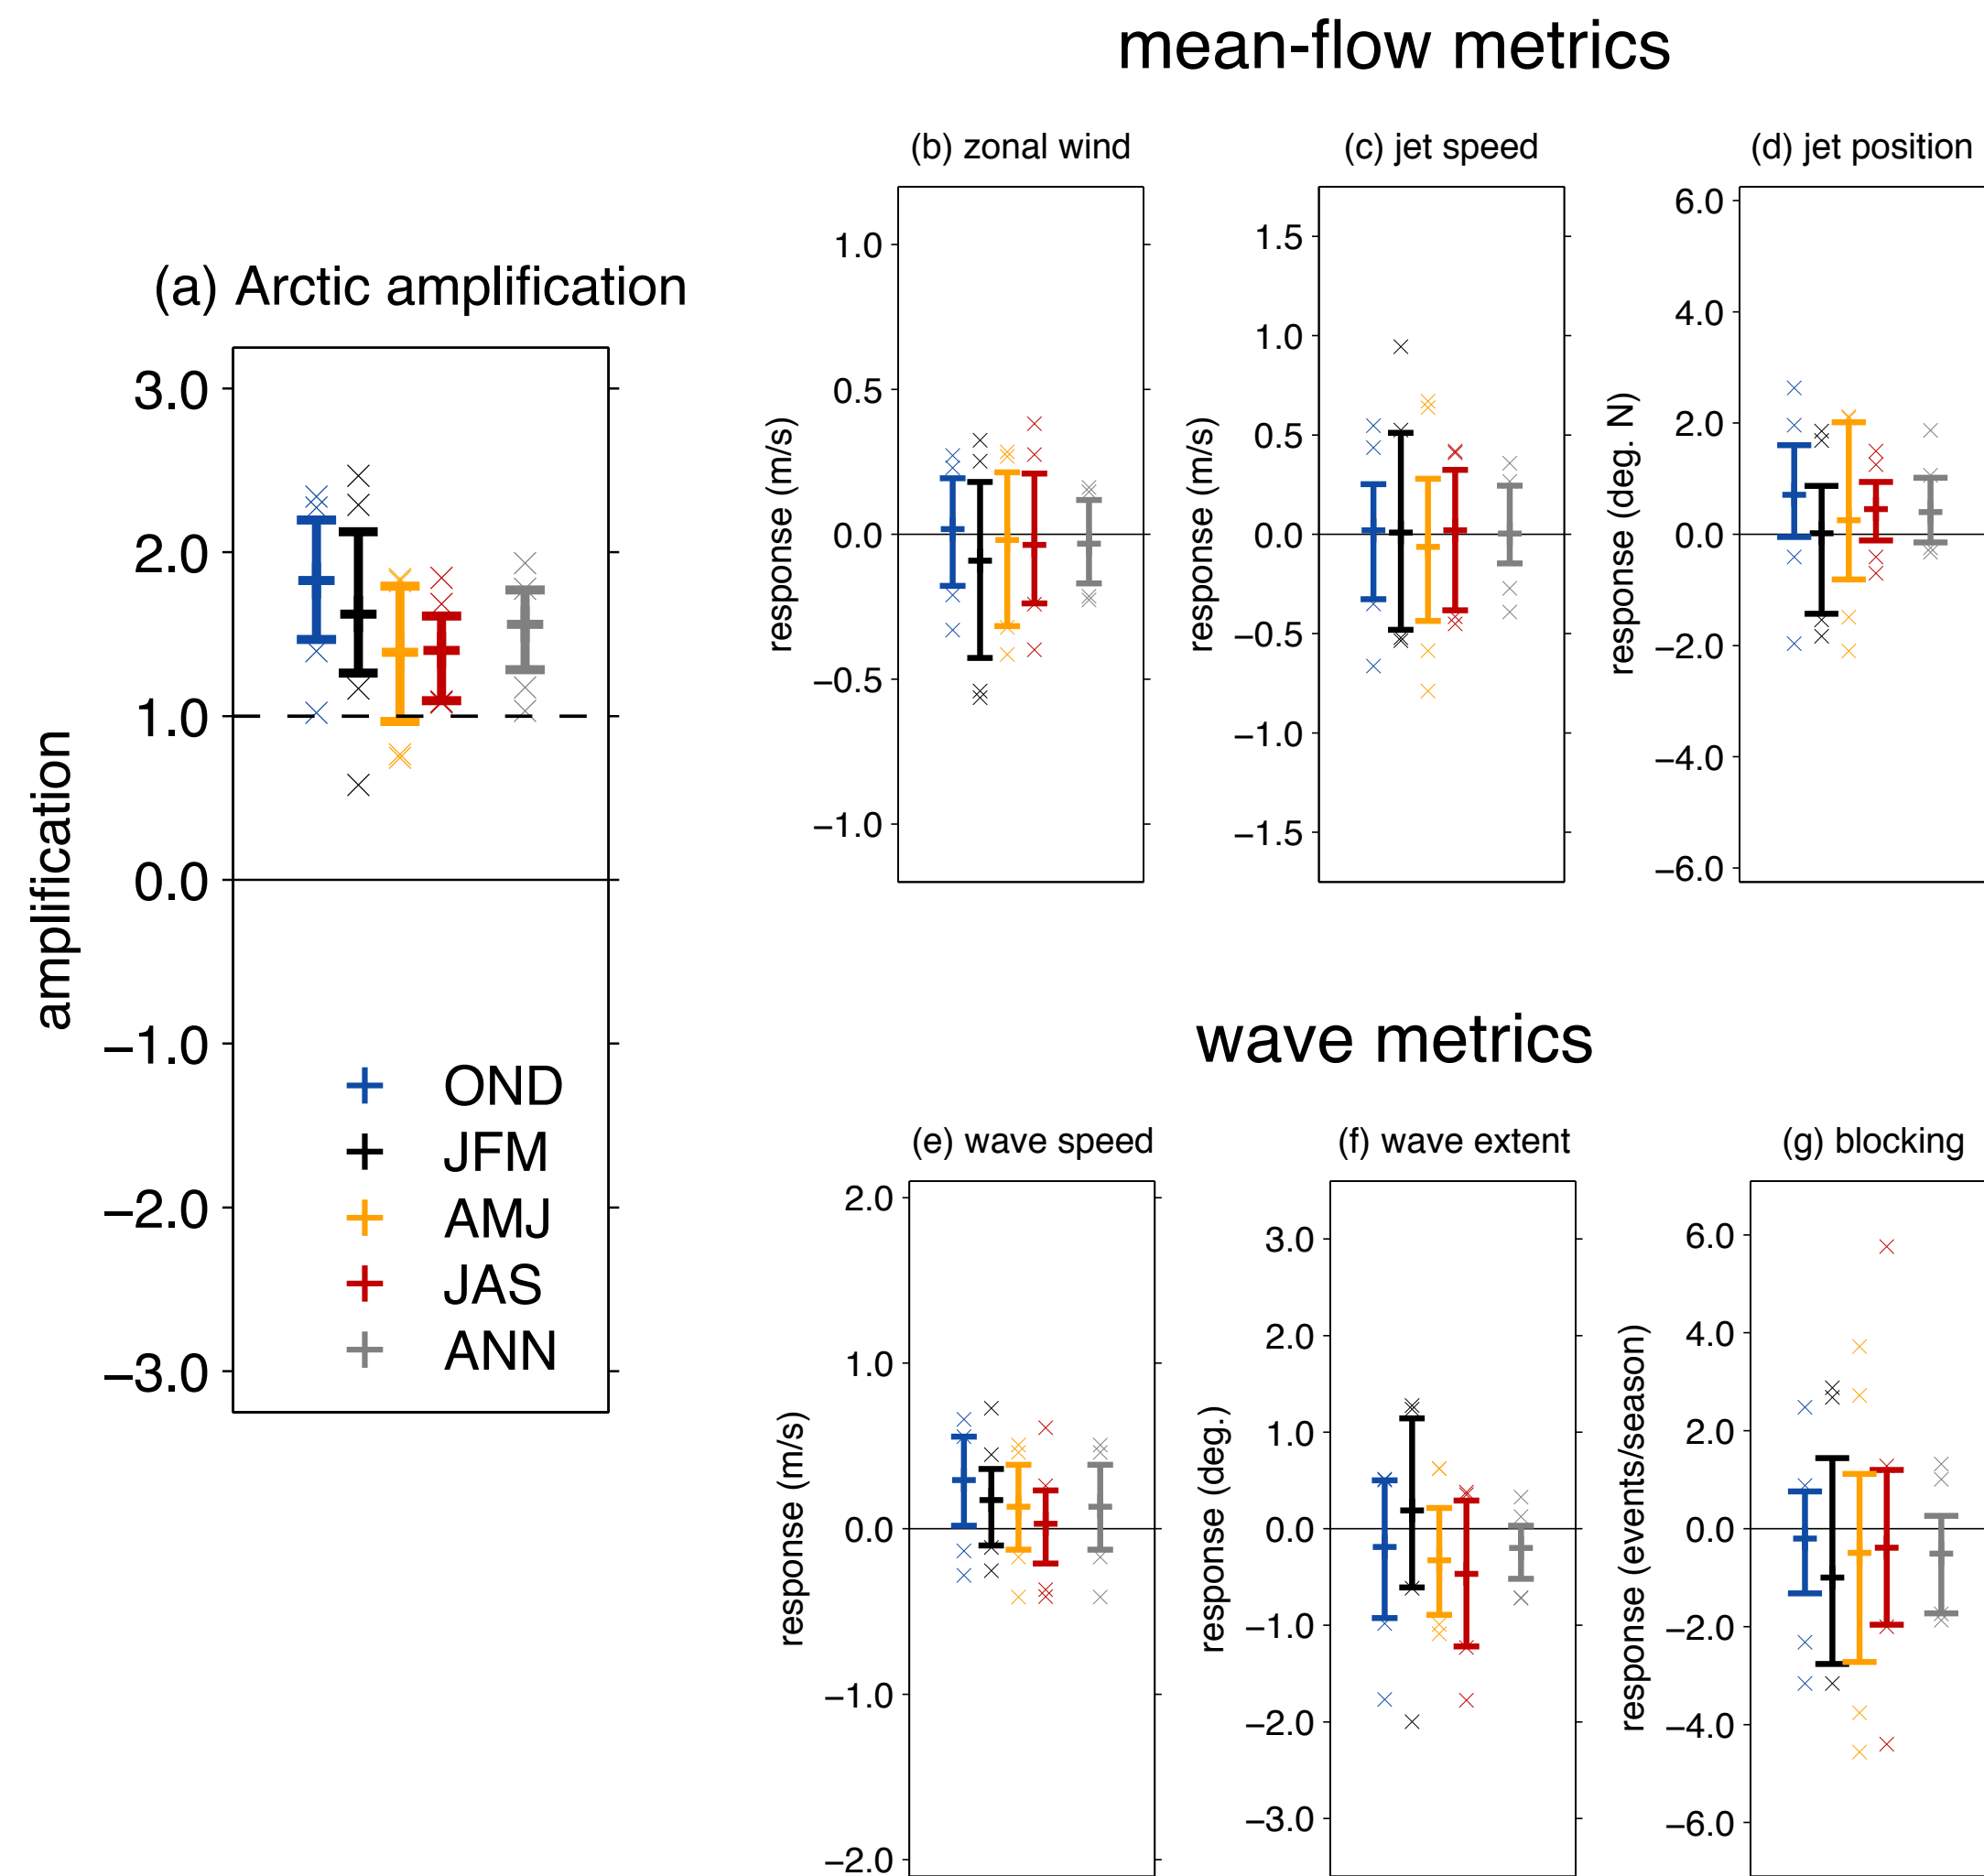 mean-flow metrics
(a) Arctic amplification
amplification
3.0
2.0
1.0
0.0
−1.0
−2.0
−3.0
OND
JFM
AMJ
JAS
ANN
(b) zonal wind
response (m/s)
1.0
0.5
0.0
−0.5
−1.0
(c) jet speed
response (m/s)
1.5
1.0
0.5
0.0
−0.5
−1.0
−1.5
(d) jet position
response (deg. N)
6.0
4.0
2.0
0.0
−2.0
−4.0
−6.0
wave metrics
(e) wave speed
response (m/s)
2.0
1.0
0.0
−1.0
−2.0
(f) wave extent
response (deg.)
3.0
2.0
1.0
0.0
−1.0
−2.0
−3.0
(g) blocking
response (events/season)
6.0
4.0
2.0
0.0
−2.0
−4.0
−6.0